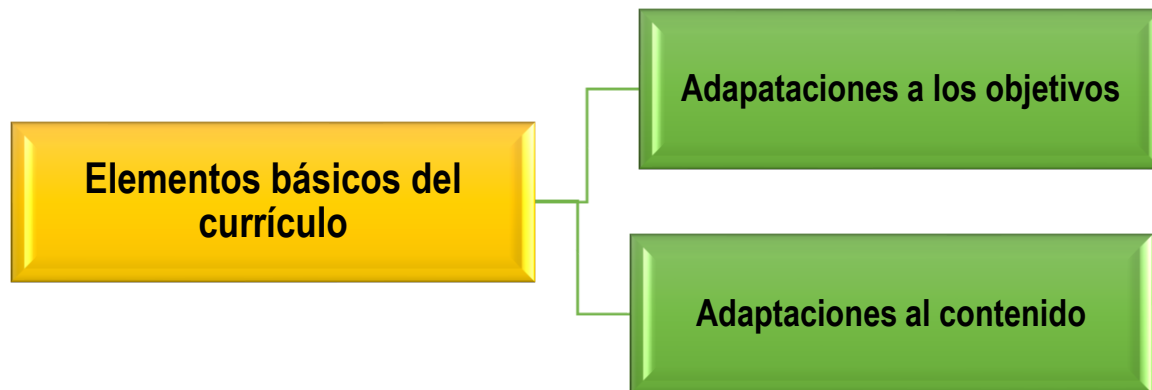 Adapataciones a los objetivos
Elementos básicos del
currículo
Adaptaciones al contenido